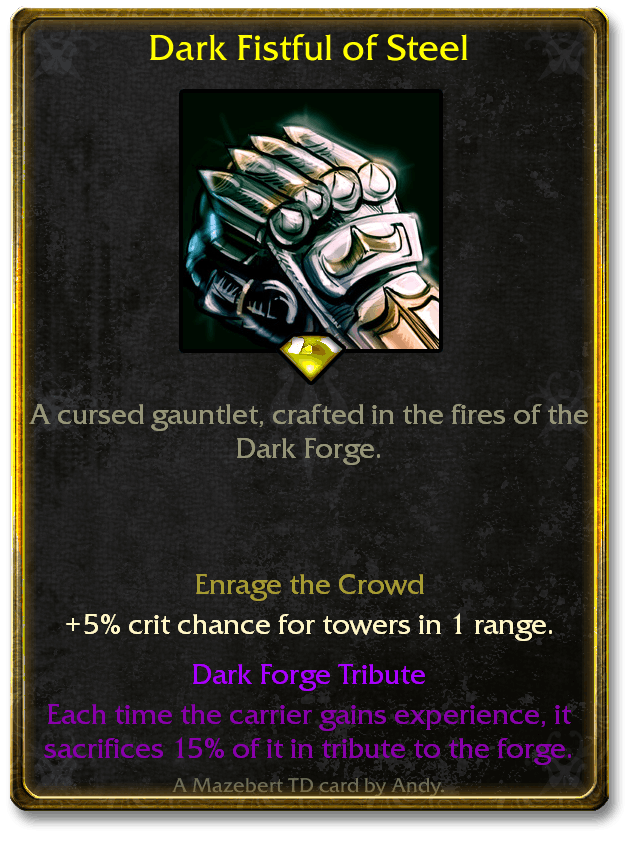 Dark Fistful of Steel
A cursed gauntlet, crafted in the fires of the
Dark Forge.
Enrage the Crowd
+5% crit chance for towers in 1 range.
Dark Forge Tribute
Each time the carrier gains experience, it
sacrifices 15% of it in tribute to the forge.
A Mazebert TD card by Andy.